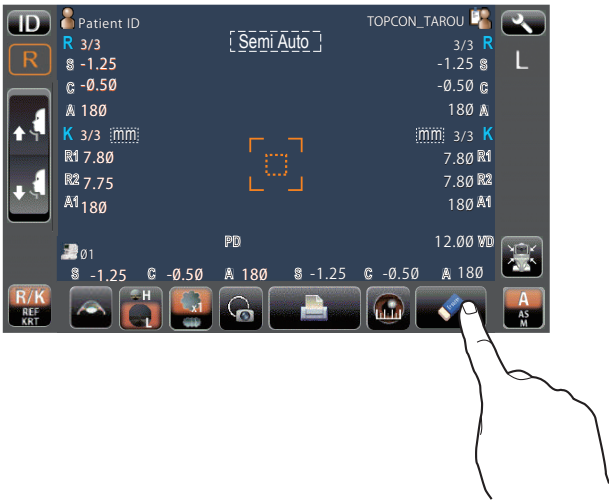 ID Patient ID TOPCON_TAROU
R R 3/3 Semi Auto 3/3 R L
S -1.25 -1.25 S
C -0.50 -0.50 C
A 180 180 A
K 3/3 mm mm 3/3 K
R1 7.80 7.80 R1
R2 7.75 7.80 R2
A1 180 180 A1
01 PD 12.00 VD
S -1.25 C -0.50 A 180 S -1.25 C -0.50 A 180
R/K H A
REF x1 AS
KRT L M